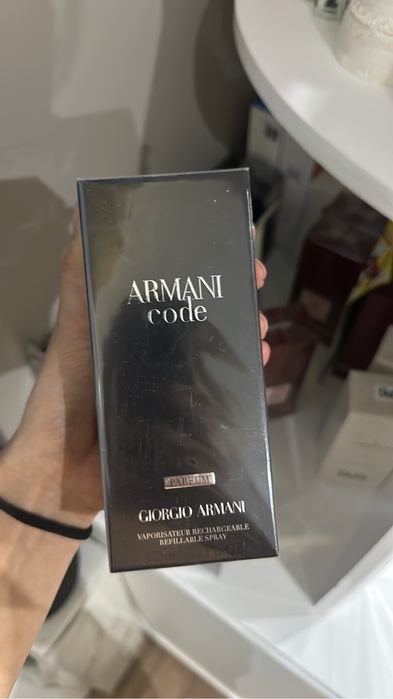 ARMANI
code
PARFUM
GIORGIO ARMANI
VAPORISATEUR RECHARGEABLE
REFILLABLE SPRAY